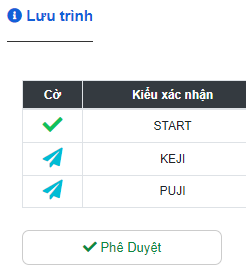 Lưu trình
Cờ Kiểu xác nhận
START
KEJI
PUJI
Phê Duyệt